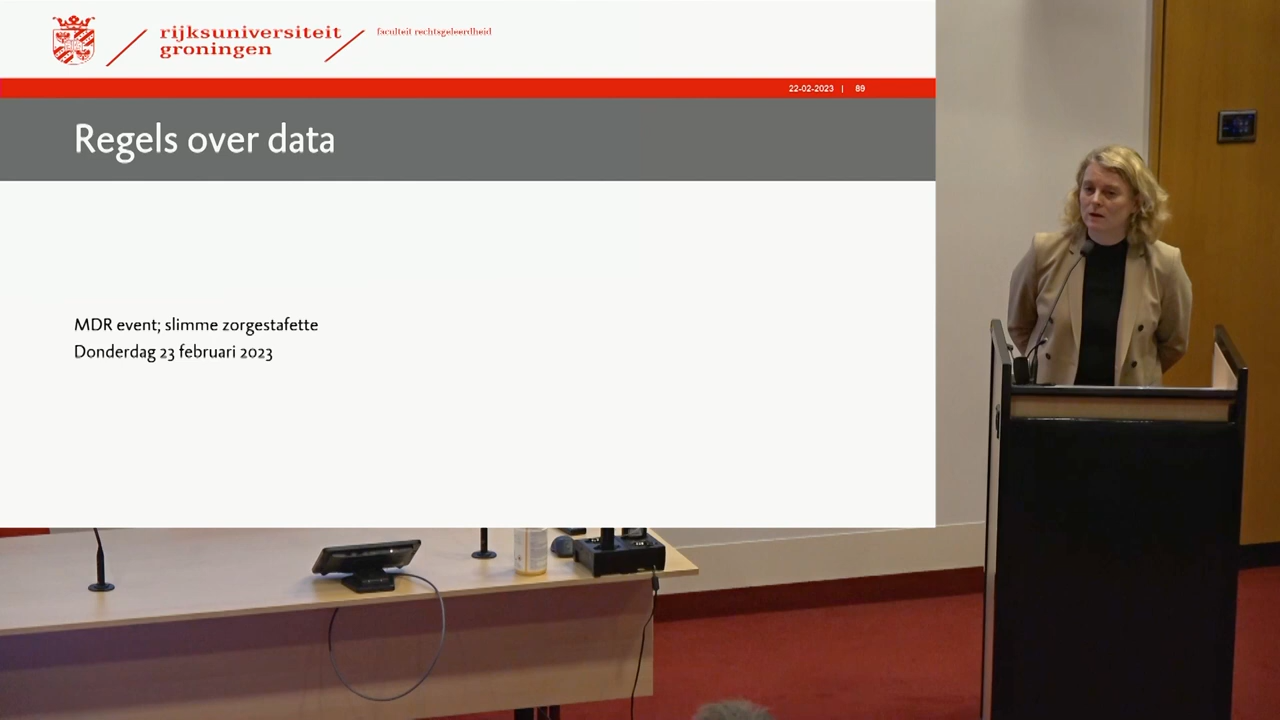 rijksuniversiteit
groningen
faculteit rechtsgeleerdheid
22-02-2023 | 89
Regels over data
MDR event; slimme zorgestafette
Donderdag 23 februari 2023